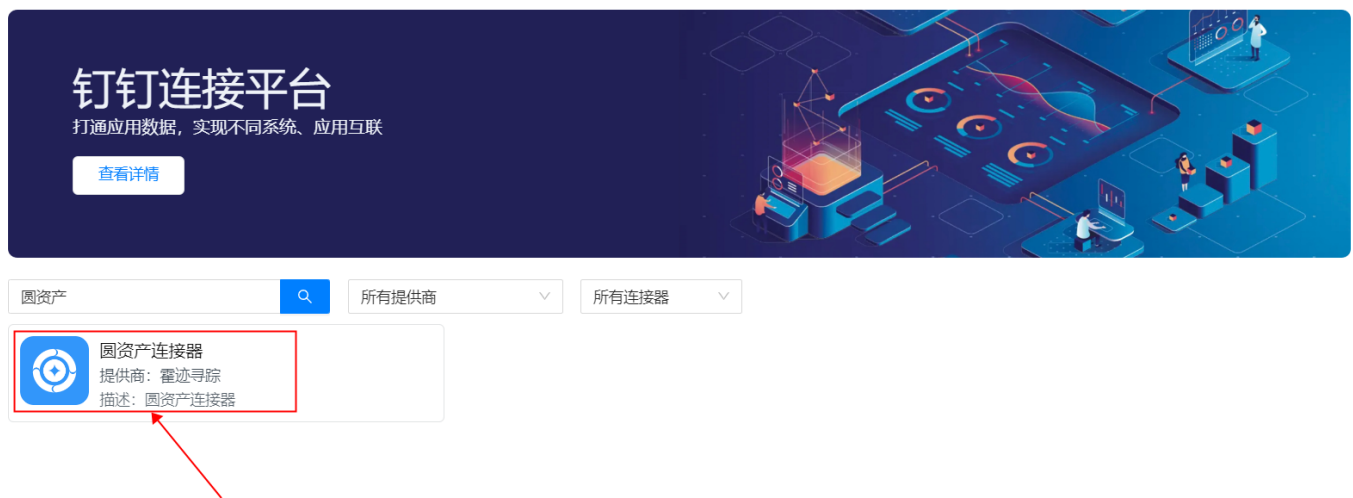 钉钉连接平台
打通应用数据，实现不同系统、应用互联
查看详情
圆资产
所有提供商
所有连接器
圆资产连接器
提供商：霍迹寻踪
描述：圆资产连接器